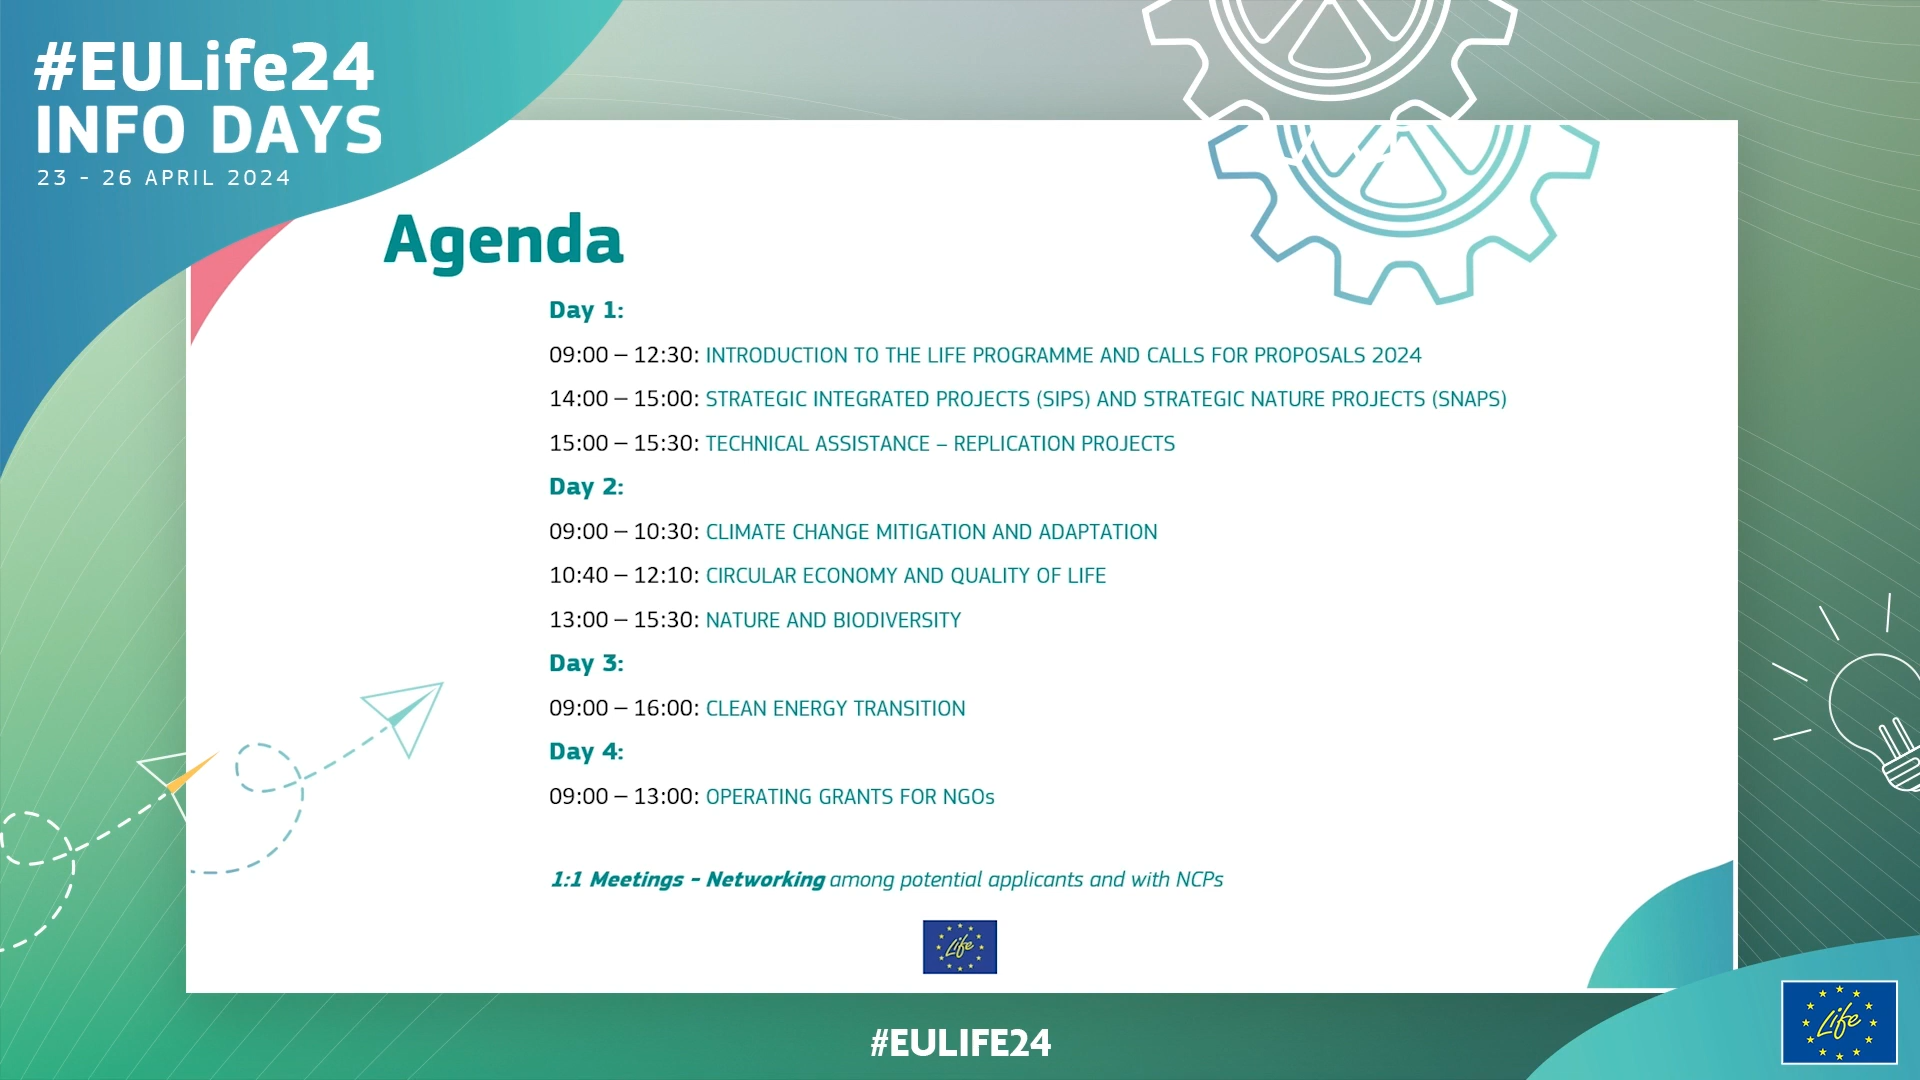 #EULife24
INFO DAYS
23 - 26 APRIL 2024
Agenda
Day 1:
09:00 – 12:30: INTRODUCTION TO THE LIFE PROGRAMME AND CALLS FOR PROPOSALS 2024
14:00 – 15:00: STRATEGIC INTEGRATED PROJECTS (SIPS) AND STRATEGIC NATURE PROJECTS (SNAPS)
15:00 – 15:30: TECHNICAL ASSISTANCE – REPLICATION PROJECTS
Day 2:
09:00 – 10:30: CLIMATE CHANGE MITIGATION AND ADAPTATION
10:40 – 12:10: CIRCULAR ECONOMY AND QUALITY OF LIFE
13:00 – 15:30: NATURE AND BIODIVERSITY
Day 3:
09:00 – 16:00: CLEAN ENERGY TRANSITION
Day 4:
09:00 – 13:00: OPERATING GRANTS FOR NGOs
1:1 Meetings - Networking among potential applicants and with NCPs
Life
#EULIFE24
Life